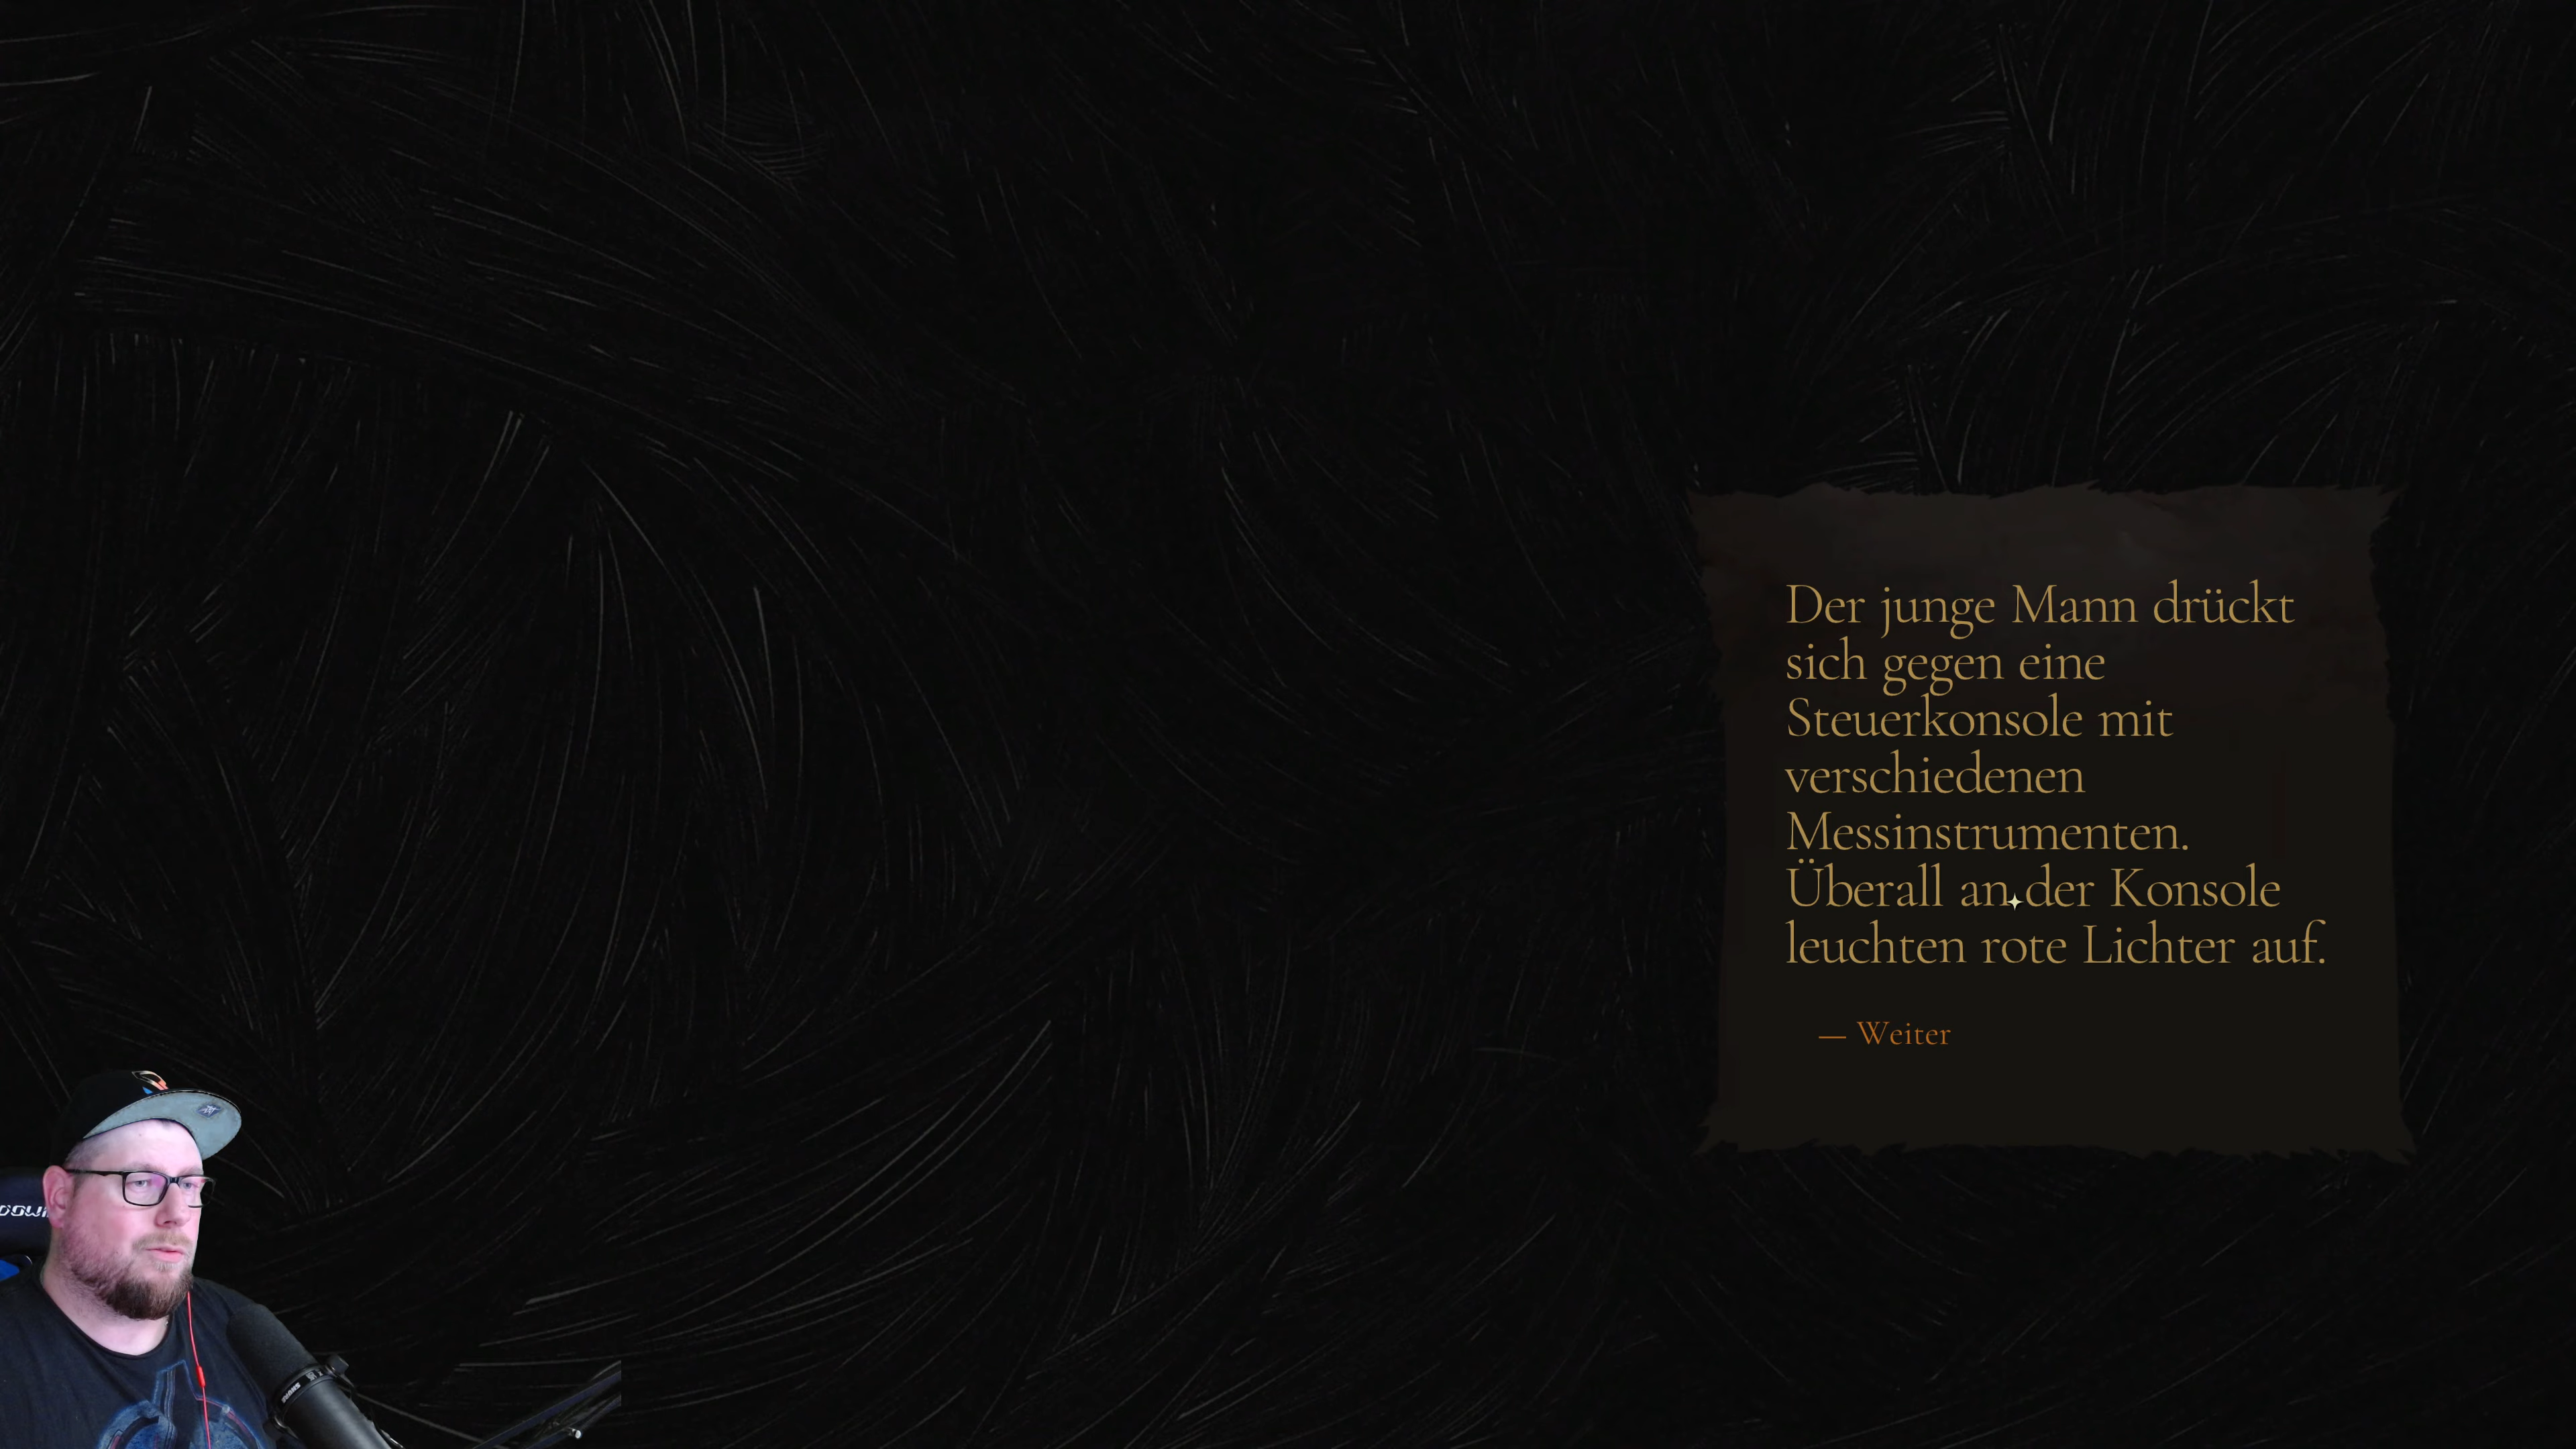 Der junge Mann drückt
sich gegen eine
Steuerkonsole mit
verschiedenen
Messinstrumenten.
Überall an der Konsole
leuchten rote Lichter auf.
— Weiter